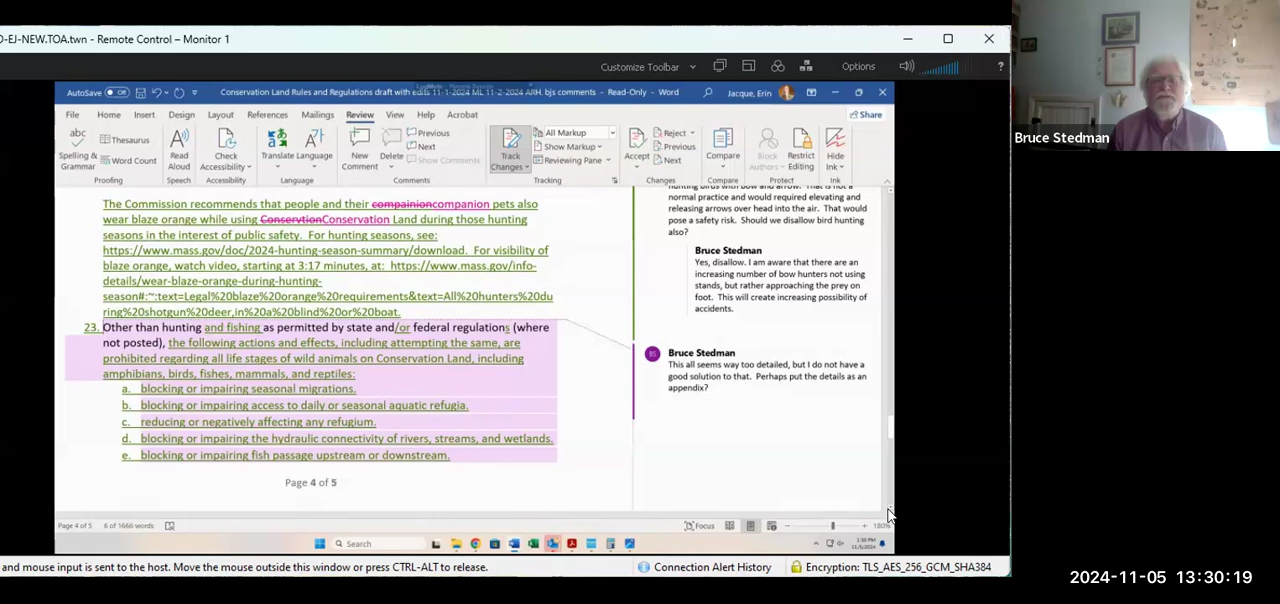 D-EJ-NEW.TOA.twn - Remote Control – Monitor 1
Customize Toolbar
Options
?
AutoSave Off
Conservation Land Rules and Regulations draft with edits 11-1-2024 ML 11-2-2024 ARH. bjs comments - Read-Only - Word
Jacque, Erin
File Home Insert Design Layout References Mailings Review Help Acrobat
Share
abc
Spelling &
Grammar
Thesaurus
Word Count
Proofing
Read
Aloud
Speech
Check
Accessibility
Accessibility
Translate Language
Language
New
Comment
Delete
Previous
Next
Show Comments
Comments
Track
Changes
All Markup
Show Markup
Reviewing Pane
Tracking
Accept
Reject
Previous
Next
Changes
Compare
Compare
Block
Authors
Restrict
Editing
Protect
Hide
Ink
Ink
The Commission recommends that people and their compainioncompanion pets also
wear blaze orange while using ConservtionConservation Land during those hunting
seasons in the interest of public safety. For hunting seasons, see:
https://www.mass.gov/doc/2024-hunting-season-summary/download. For visibility of
blaze orange, watch video, starting at 3:17 minutes, at: https://www.mass.gov/info-
details/wear-blaze-orange-during-hunting-
season#:~:text=Legal%20blaze%20orange%20requirements&text=All%20hunters%20du
ring%20shotgun%20deer,in%20a%20blind%20or%20boat.
23. Other than hunting and fishing as permitted by state and/or federal regulations (where
not posted), the following actions and effects, including attempting the same, are
prohibited regarding all life stages of wild animals on Conservation Land, including
amphibians, birds, fishes, mammals, and reptiles:
a. blocking or impairing seasonal migrations.
b. blocking or impairing access to daily or seasonal aquatic refugia.
c. reducing or negatively affecting any refugium.
d. blocking or impairing the hydraulic connectivity of rivers, streams, and wetlands.
e. blocking or impairing fish passage upstream or downstream.
Page 4 of 5
hunting birds with bow and arrow. That is not a
normal practice and would required elevating and
releasing arrows over head into the air. That would
pose a safety risk. Should we disallow bird hunting
also?
Bruce Stedman
Yes, disallow. I am aware that there are an
increasing number of bow hunters not using
stands, but rather approaching the prey on
foot. This will create increasing possibility of
accidents.
BS
Bruce Stedman
This all seems way too detailed, but I do not have a
good solution to that. Perhaps put the details as an
appendix?
Page 4 of 5 6 of 1666 words
Focus
180%
Search
1:30 PM
11/5/2024
and mouse input is sent to the host. Move the mouse outside this window or press CTRL-ALT to release.
Connection Alert History
Encryption: TLS_AES_256_GCM_SHA384
Bruce Stedman
2024-11-05 13:30:19